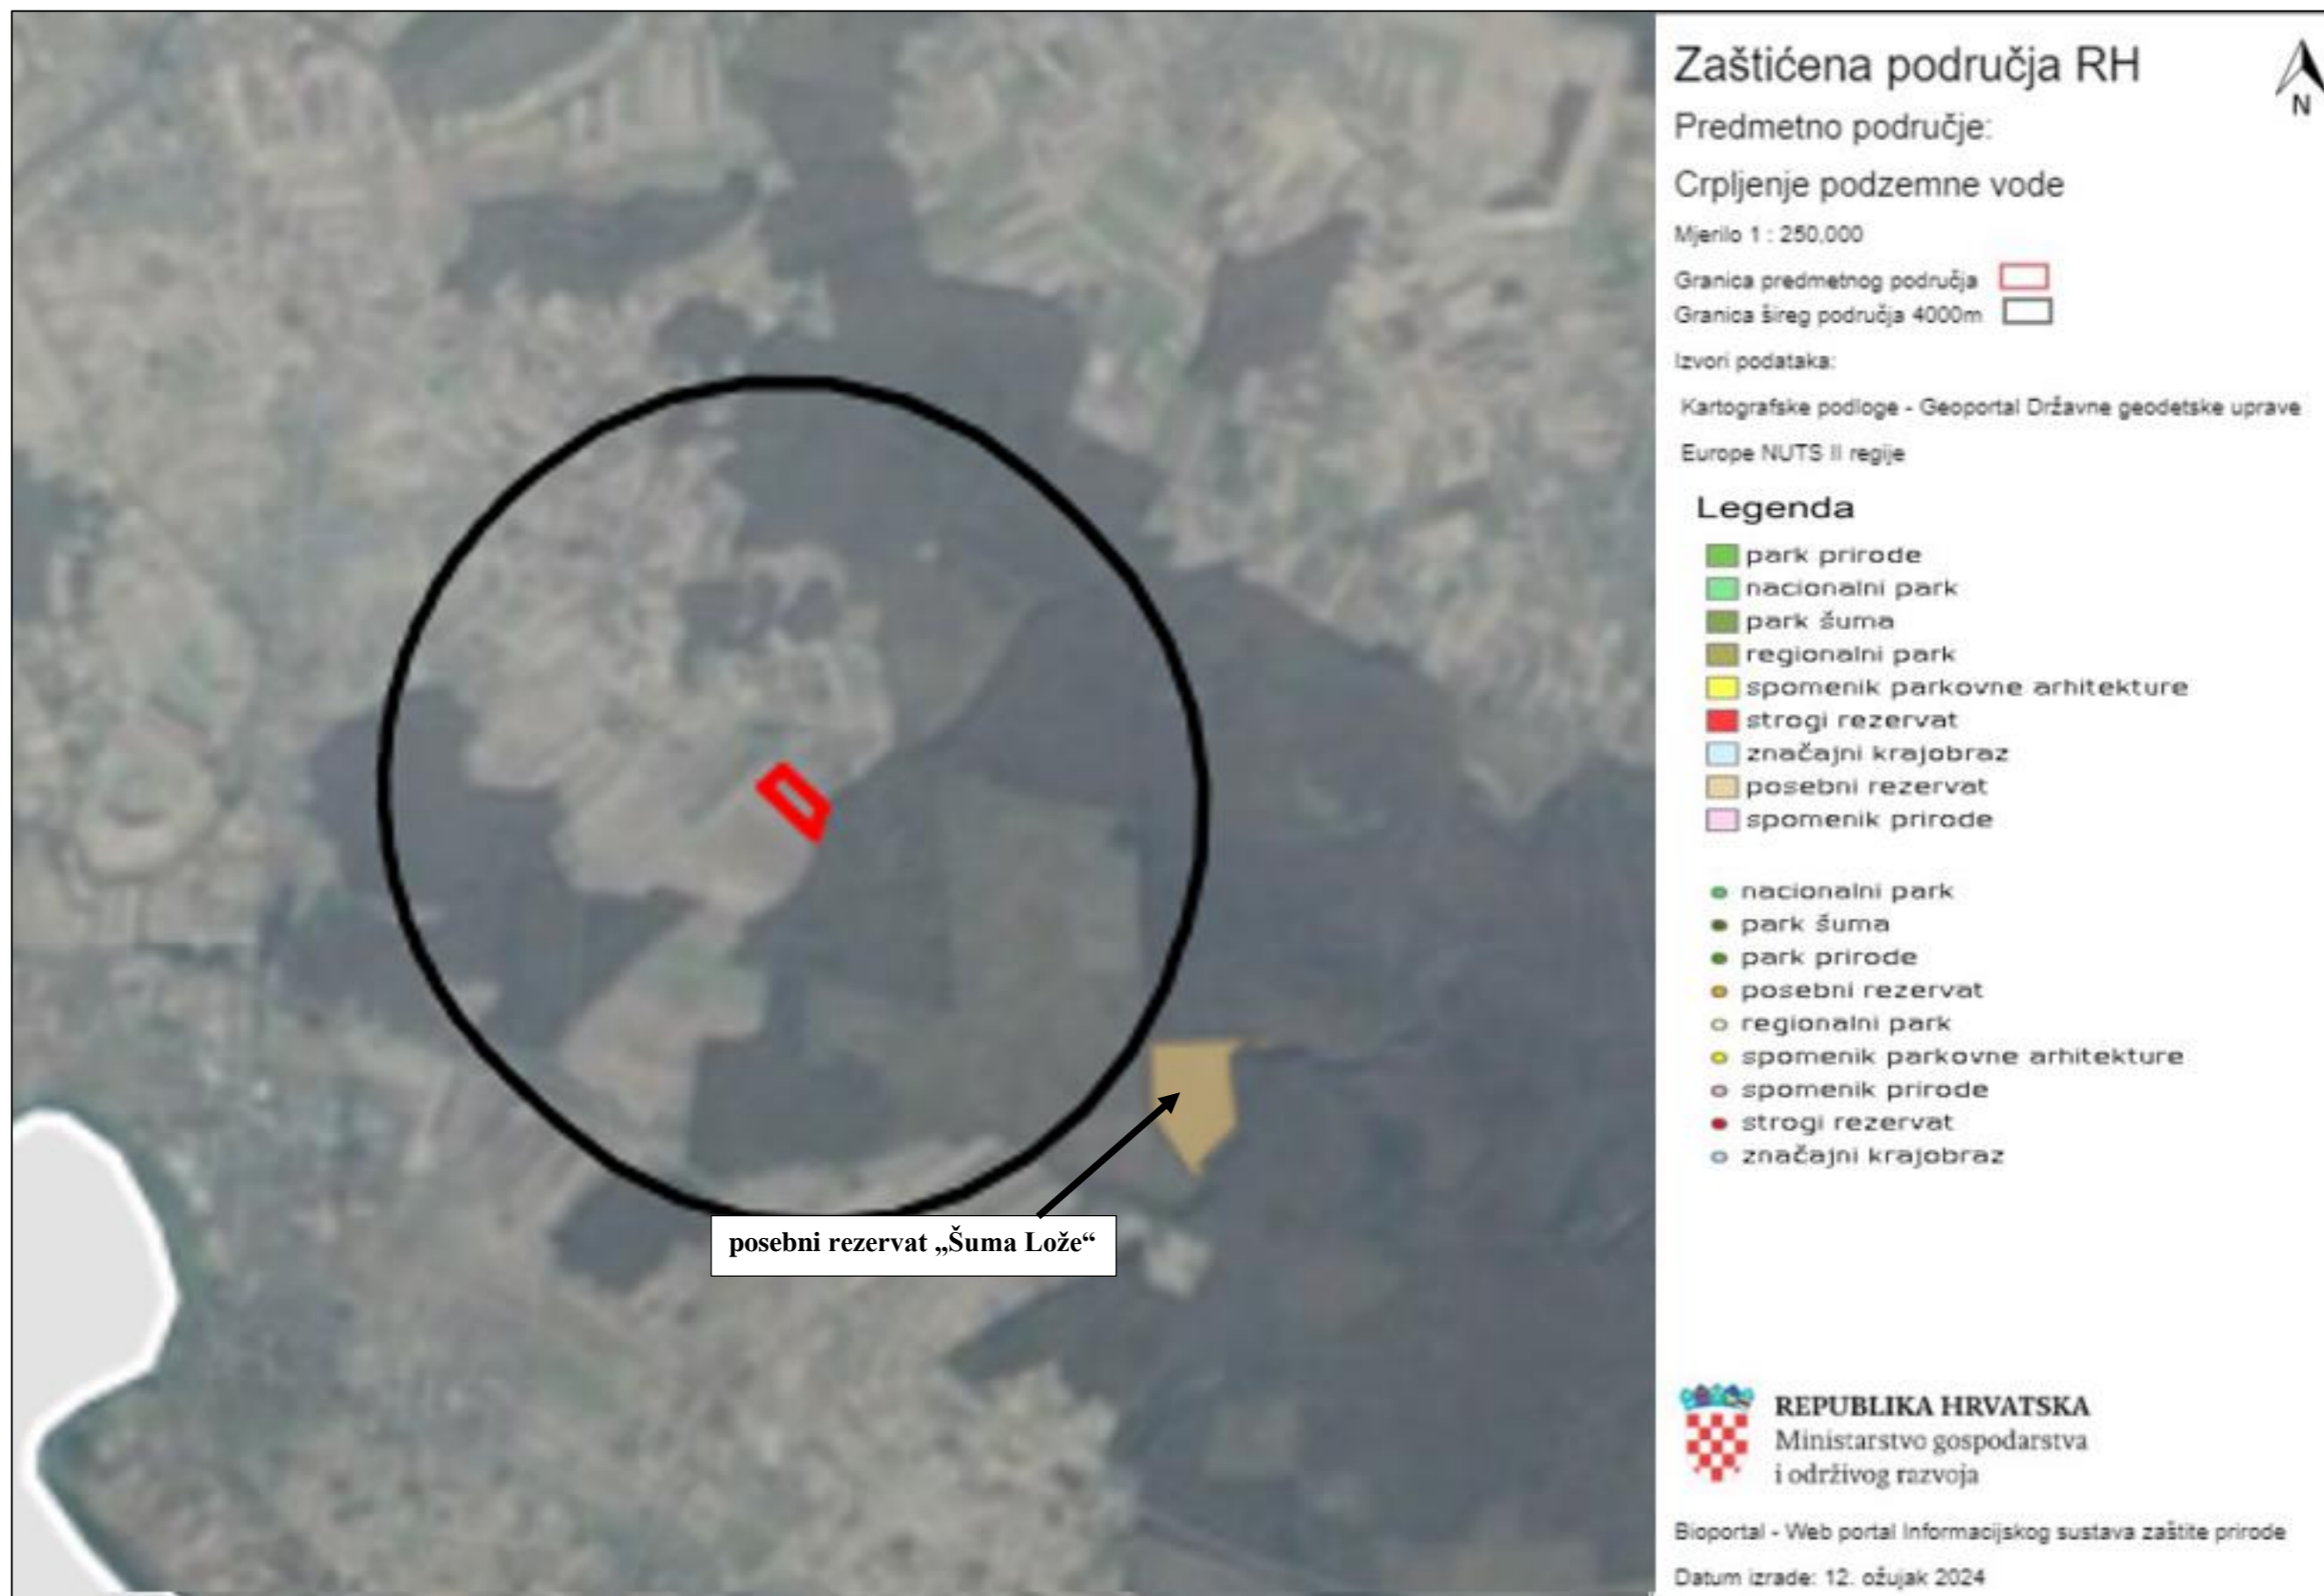 Zaštićena područja RH
N
Predmetno područje:
Crpljenje podzemne vode
Mjerilo 1 : 250,000
Granica predmetnog područja
Granica šireg područja 4000m
Izvori podataka:
Kartografske podloge - Geoportal Državne geodetske uprave
Europe NUTS II regije
Legenda
park prirode
nacionalni park
park šuma
regionalni park
spomenik parkovne arhitekture
strogi rezervat
značajni krajobraz
posebni rezervat
spomenik prirode
nacionalni park
park šuma
park prirode
posebni rezervat
regionalni park
spomenik parkovne arhitekture
spomenik prirode
strogi rezervat
značajni krajobraz
posebni rezervat „Šuma Lože“
REPUBLIKA HRVATSKA
Ministarstvo gospodarstva
i održivog razvoja
Bioportal - Web portal Informacijskog sustava zaštite prirode
Datum izrade: 12. ožujak 2024